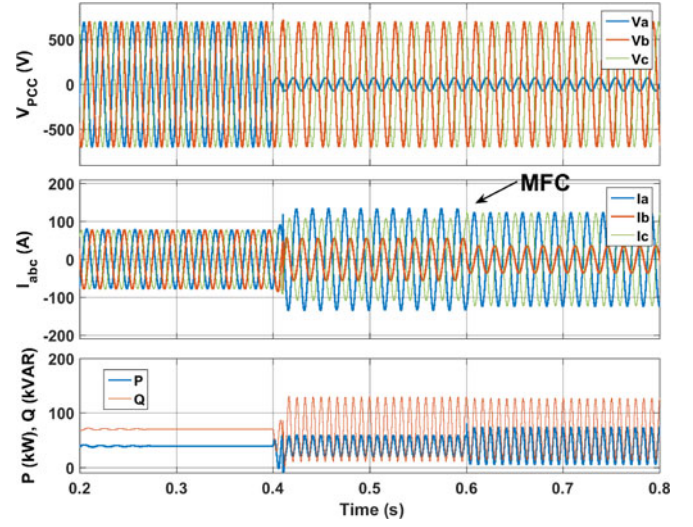 500
0
-500
V_PCC (V)
Va
Vb
Vc
200
100
0
-100
-200
I_abc (A)
MFC
Ia
Ib
Ic
200
100
0
P (kW), Q (kVAR)
P
Q
0.2 0.3 0.4 0.5 0.6 0.7 0.8
Time (s)